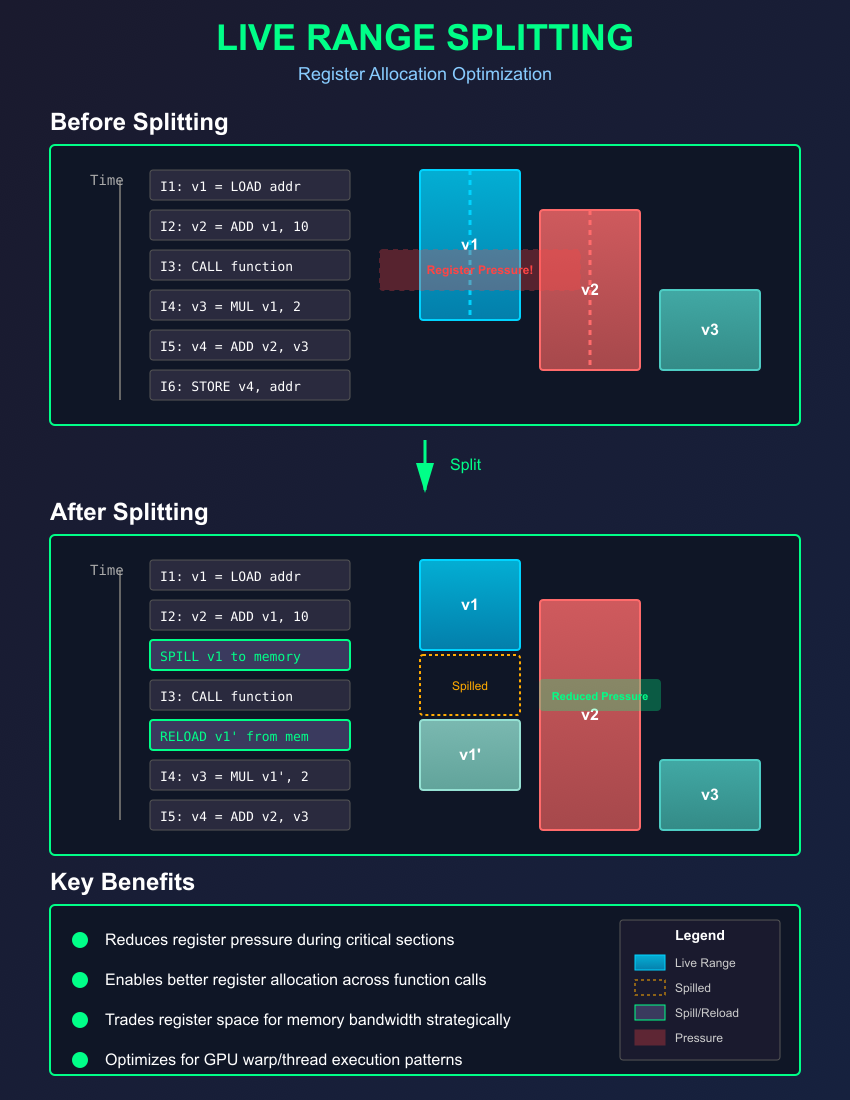 LIVE RANGE SPLITTING
Register Allocation Optimization
Before Splitting
Time
I1: v1 = LOAD addr
I2: v2 = ADD v1, 10
I3: CALL function
I4: v3 = MUL v1, 2
I5: v4 = ADD v2, v3
I6: STORE v4, addr
v1
Register Pressure!
v2
v3
Split
After Splitting
Time
I1: v1 = LOAD addr
I2: v2 = ADD v1, 10
SPILL v1 to memory
I3: CALL function
RELOAD v1' from mem
I4: v3 = MUL v1', 2
I5: v4 = ADD v2, v3
v1
Spilled
Reduced Pressure
v2
v1'
v3
Key Benefits
Reduces register pressure during critical sections
Enables better register allocation across function calls
Trades register space for memory bandwidth strategically
Optimizes for GPU warp/thread execution patterns
Legend
Live Range
Spilled
Spill/Reload
Pressure